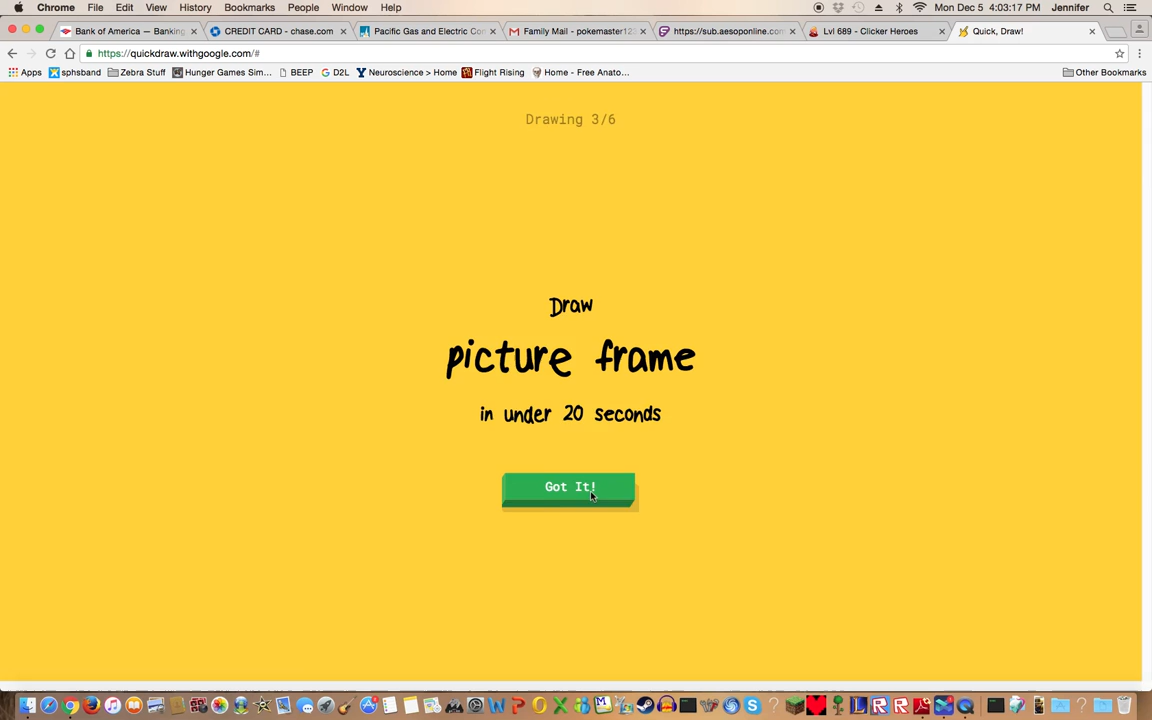 Chrome File Edit View History Bookmarks People Window Help Mon Dec 5 4:03:17 PM Jennifer
Bank of America — Banking CREDIT CARD - chase.com Pacific Gas and Electric Con Family Mail - pokemaster12 https://sub.aesoponline.com Lvl 689 - Clicker Heroes Quick, Draw!
https://quickdraw.withgoogle.com/#
Apps sphsband Zebra Stuff Hunger Games Sim... BEEP D2L Neuroscience > Home Flight Rising Home - Free Anato... Other Bookmarks
Drawing 3/6
Draw
picture frame
in under 20 seconds
Got It!